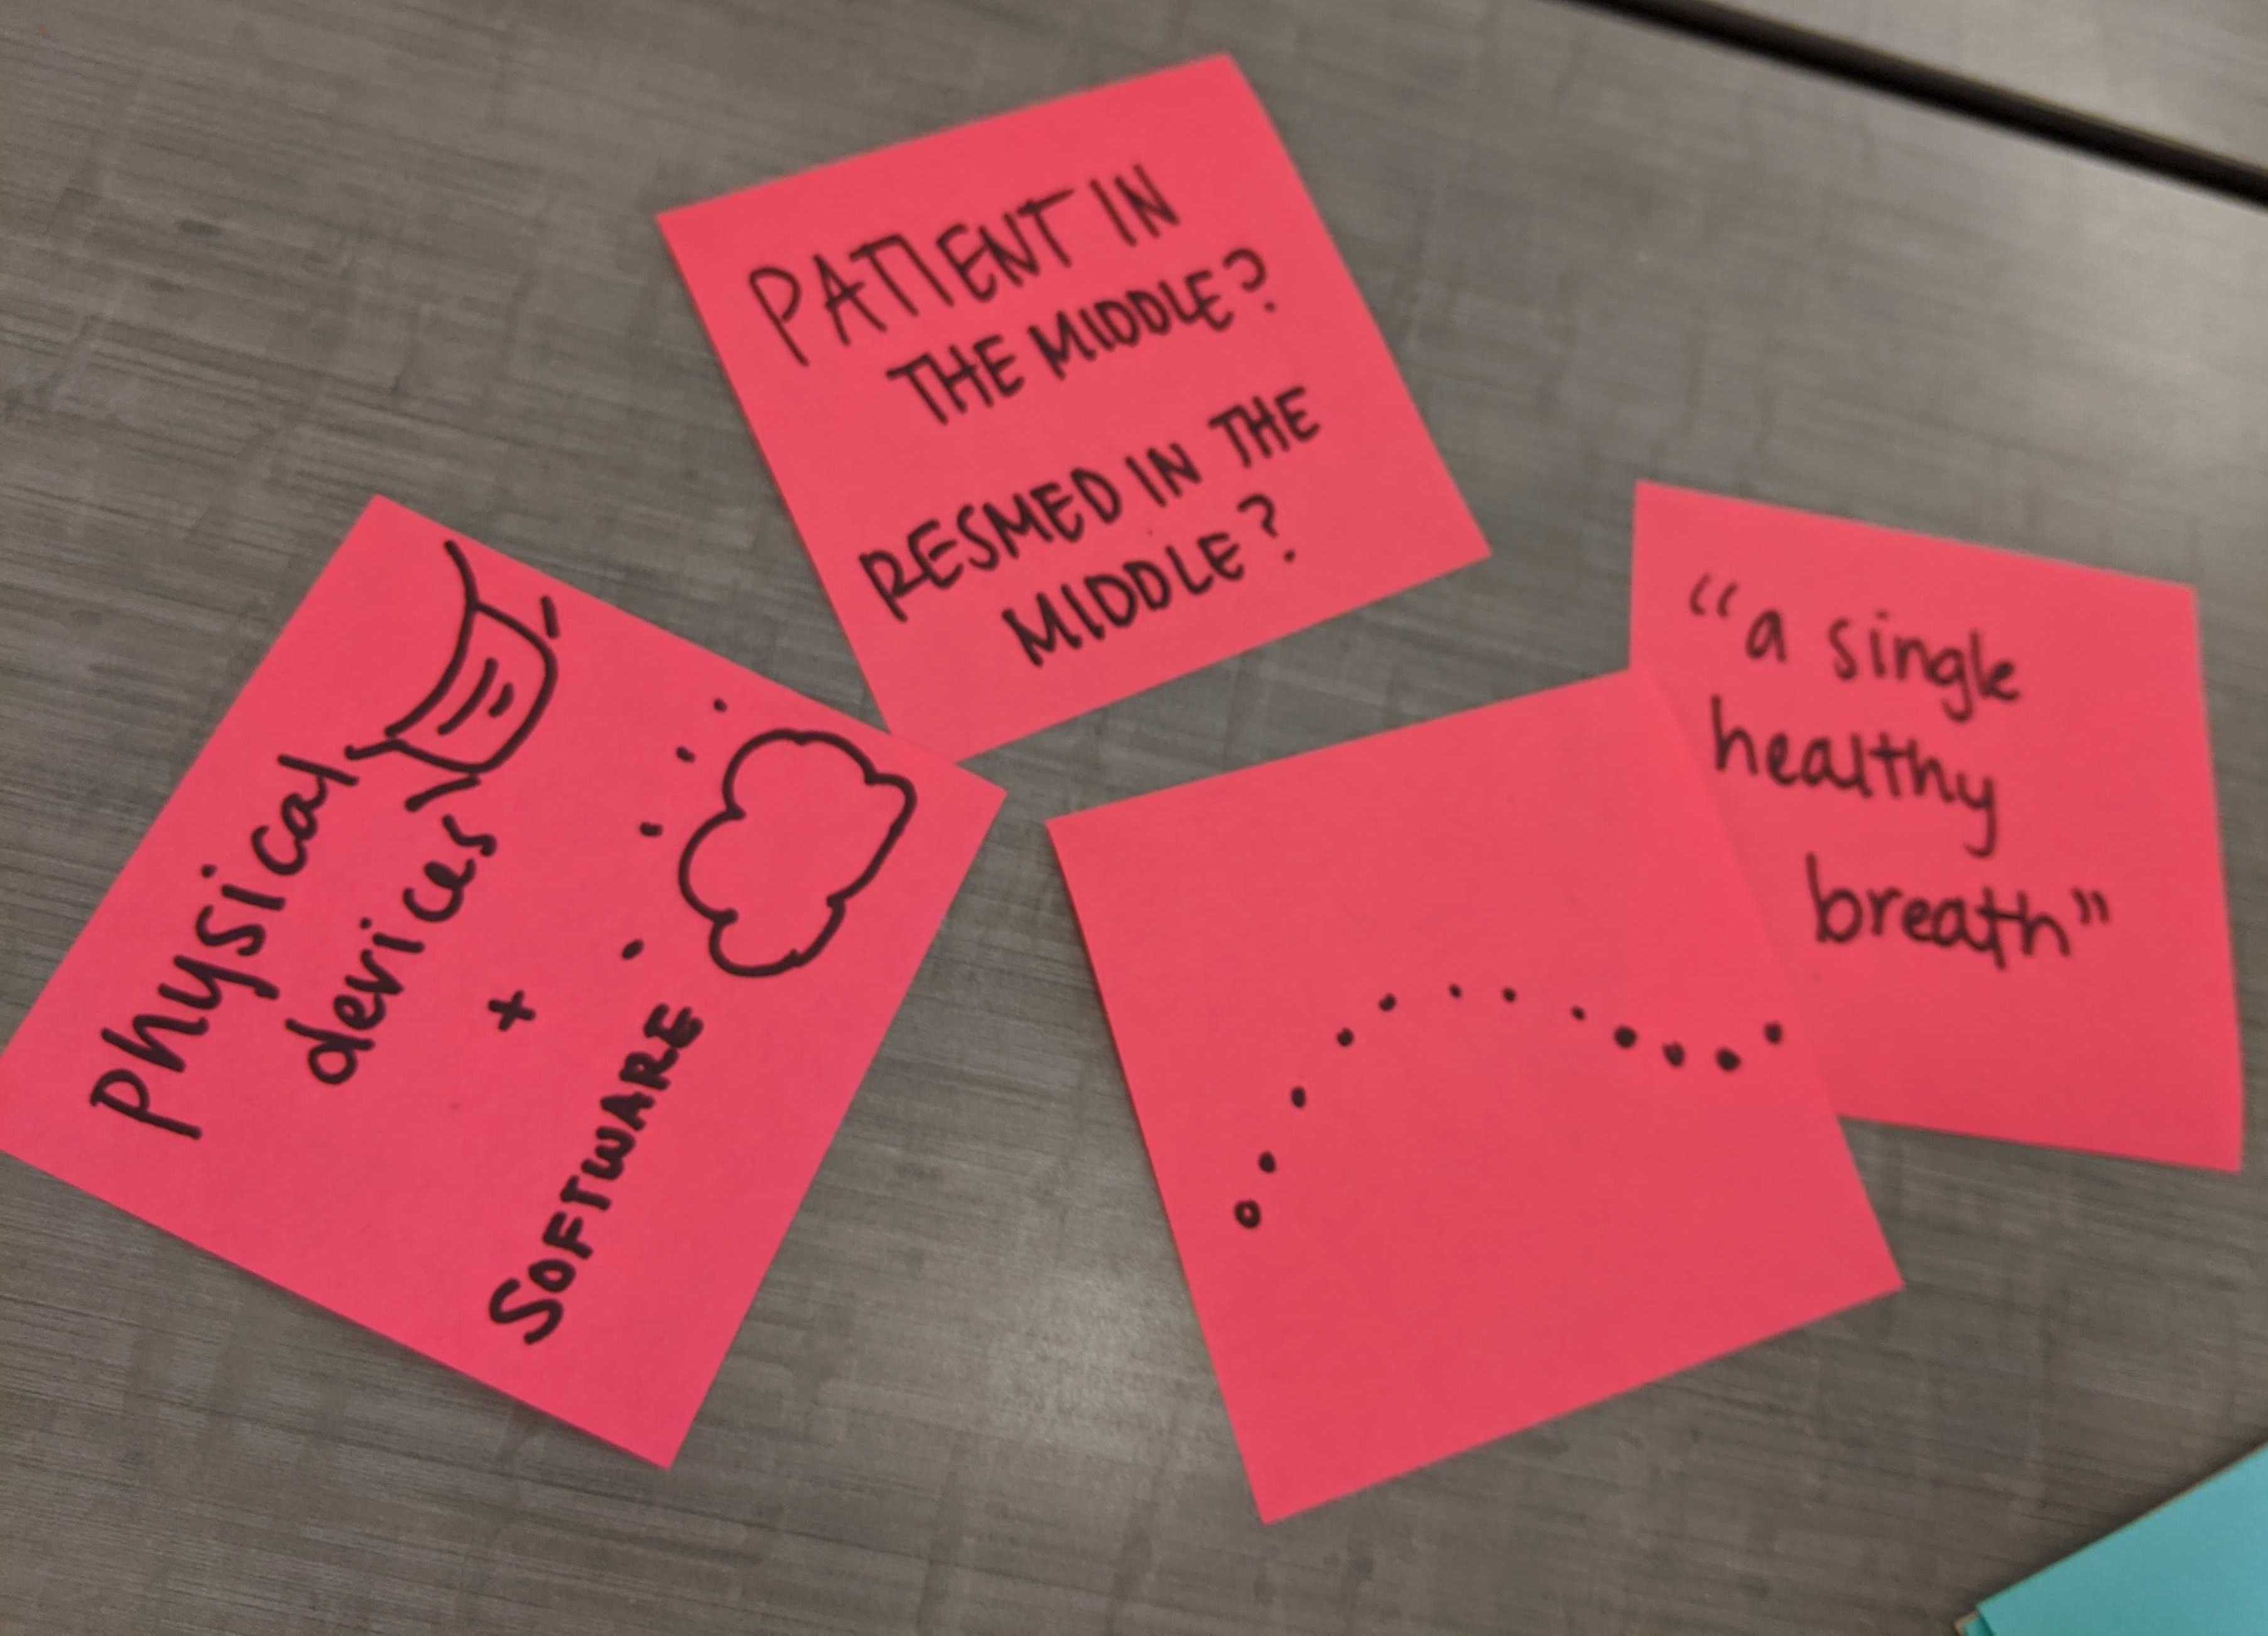 PATIENT IN
THE MIDDLE?
RESMED IN THE
MIDDLE?
physical
devices
+
SOFTWARE
"a single
healthy
breath"